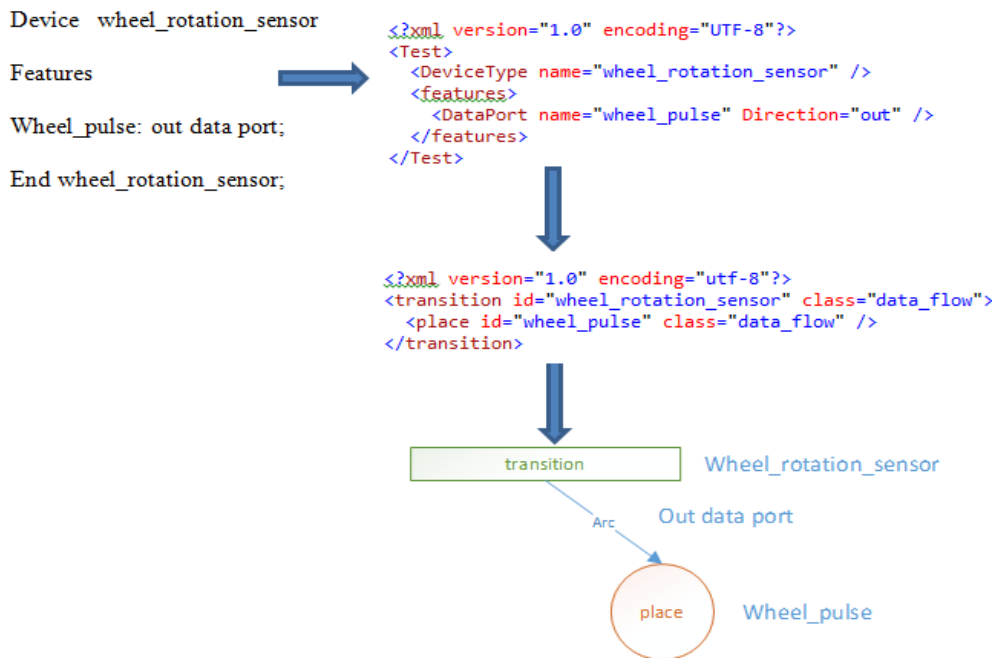 Device wheel_rotation_sensor
Features
Wheel_pulse: out data port;
End wheel_rotation_sensor;
<?xml version="1.0" encoding="UTF-8"?>
<Test>
<DeviceType name="wheel_rotation_sensor" />
<features>
<DataPort name="wheel_pulse" Direction="out" />
</features>
</Test>
<?xml version="1.0" encoding="utf-8"?>
<transition id="wheel_rotation_sensor" class="data_flow">
<place id="wheel_pulse" class="data_flow" />
</transition>
transition
Wheel_rotation_sensor
Arc
Out data port
place
Wheel_pulse